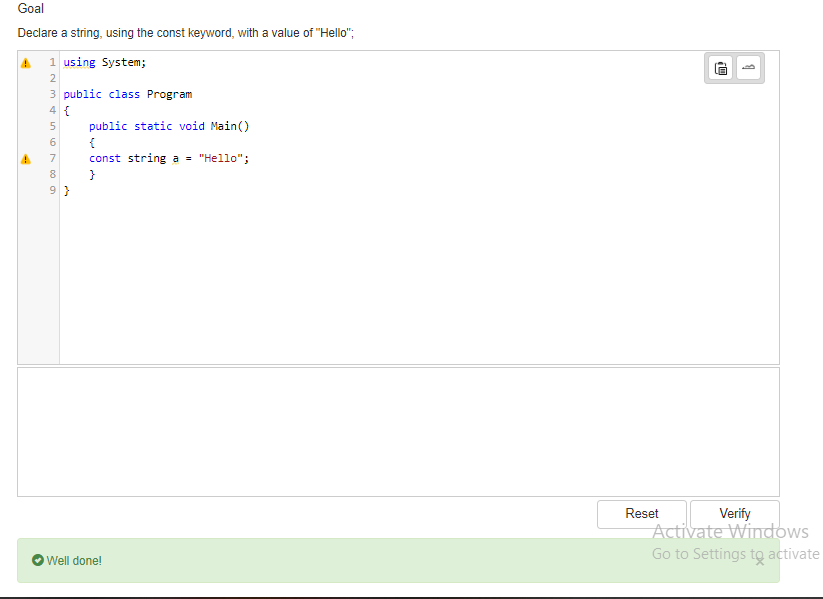 Goal
Declare a string, using the const keyword, with a value of "Hello";
1 using System;
2
3 public class Program
4 {
5     public static void Main()
6     {
7     const string a = "Hello";
8     }
9 }
Reset Verify
Activate Windows
Go to Settings to activate
Well done! ×